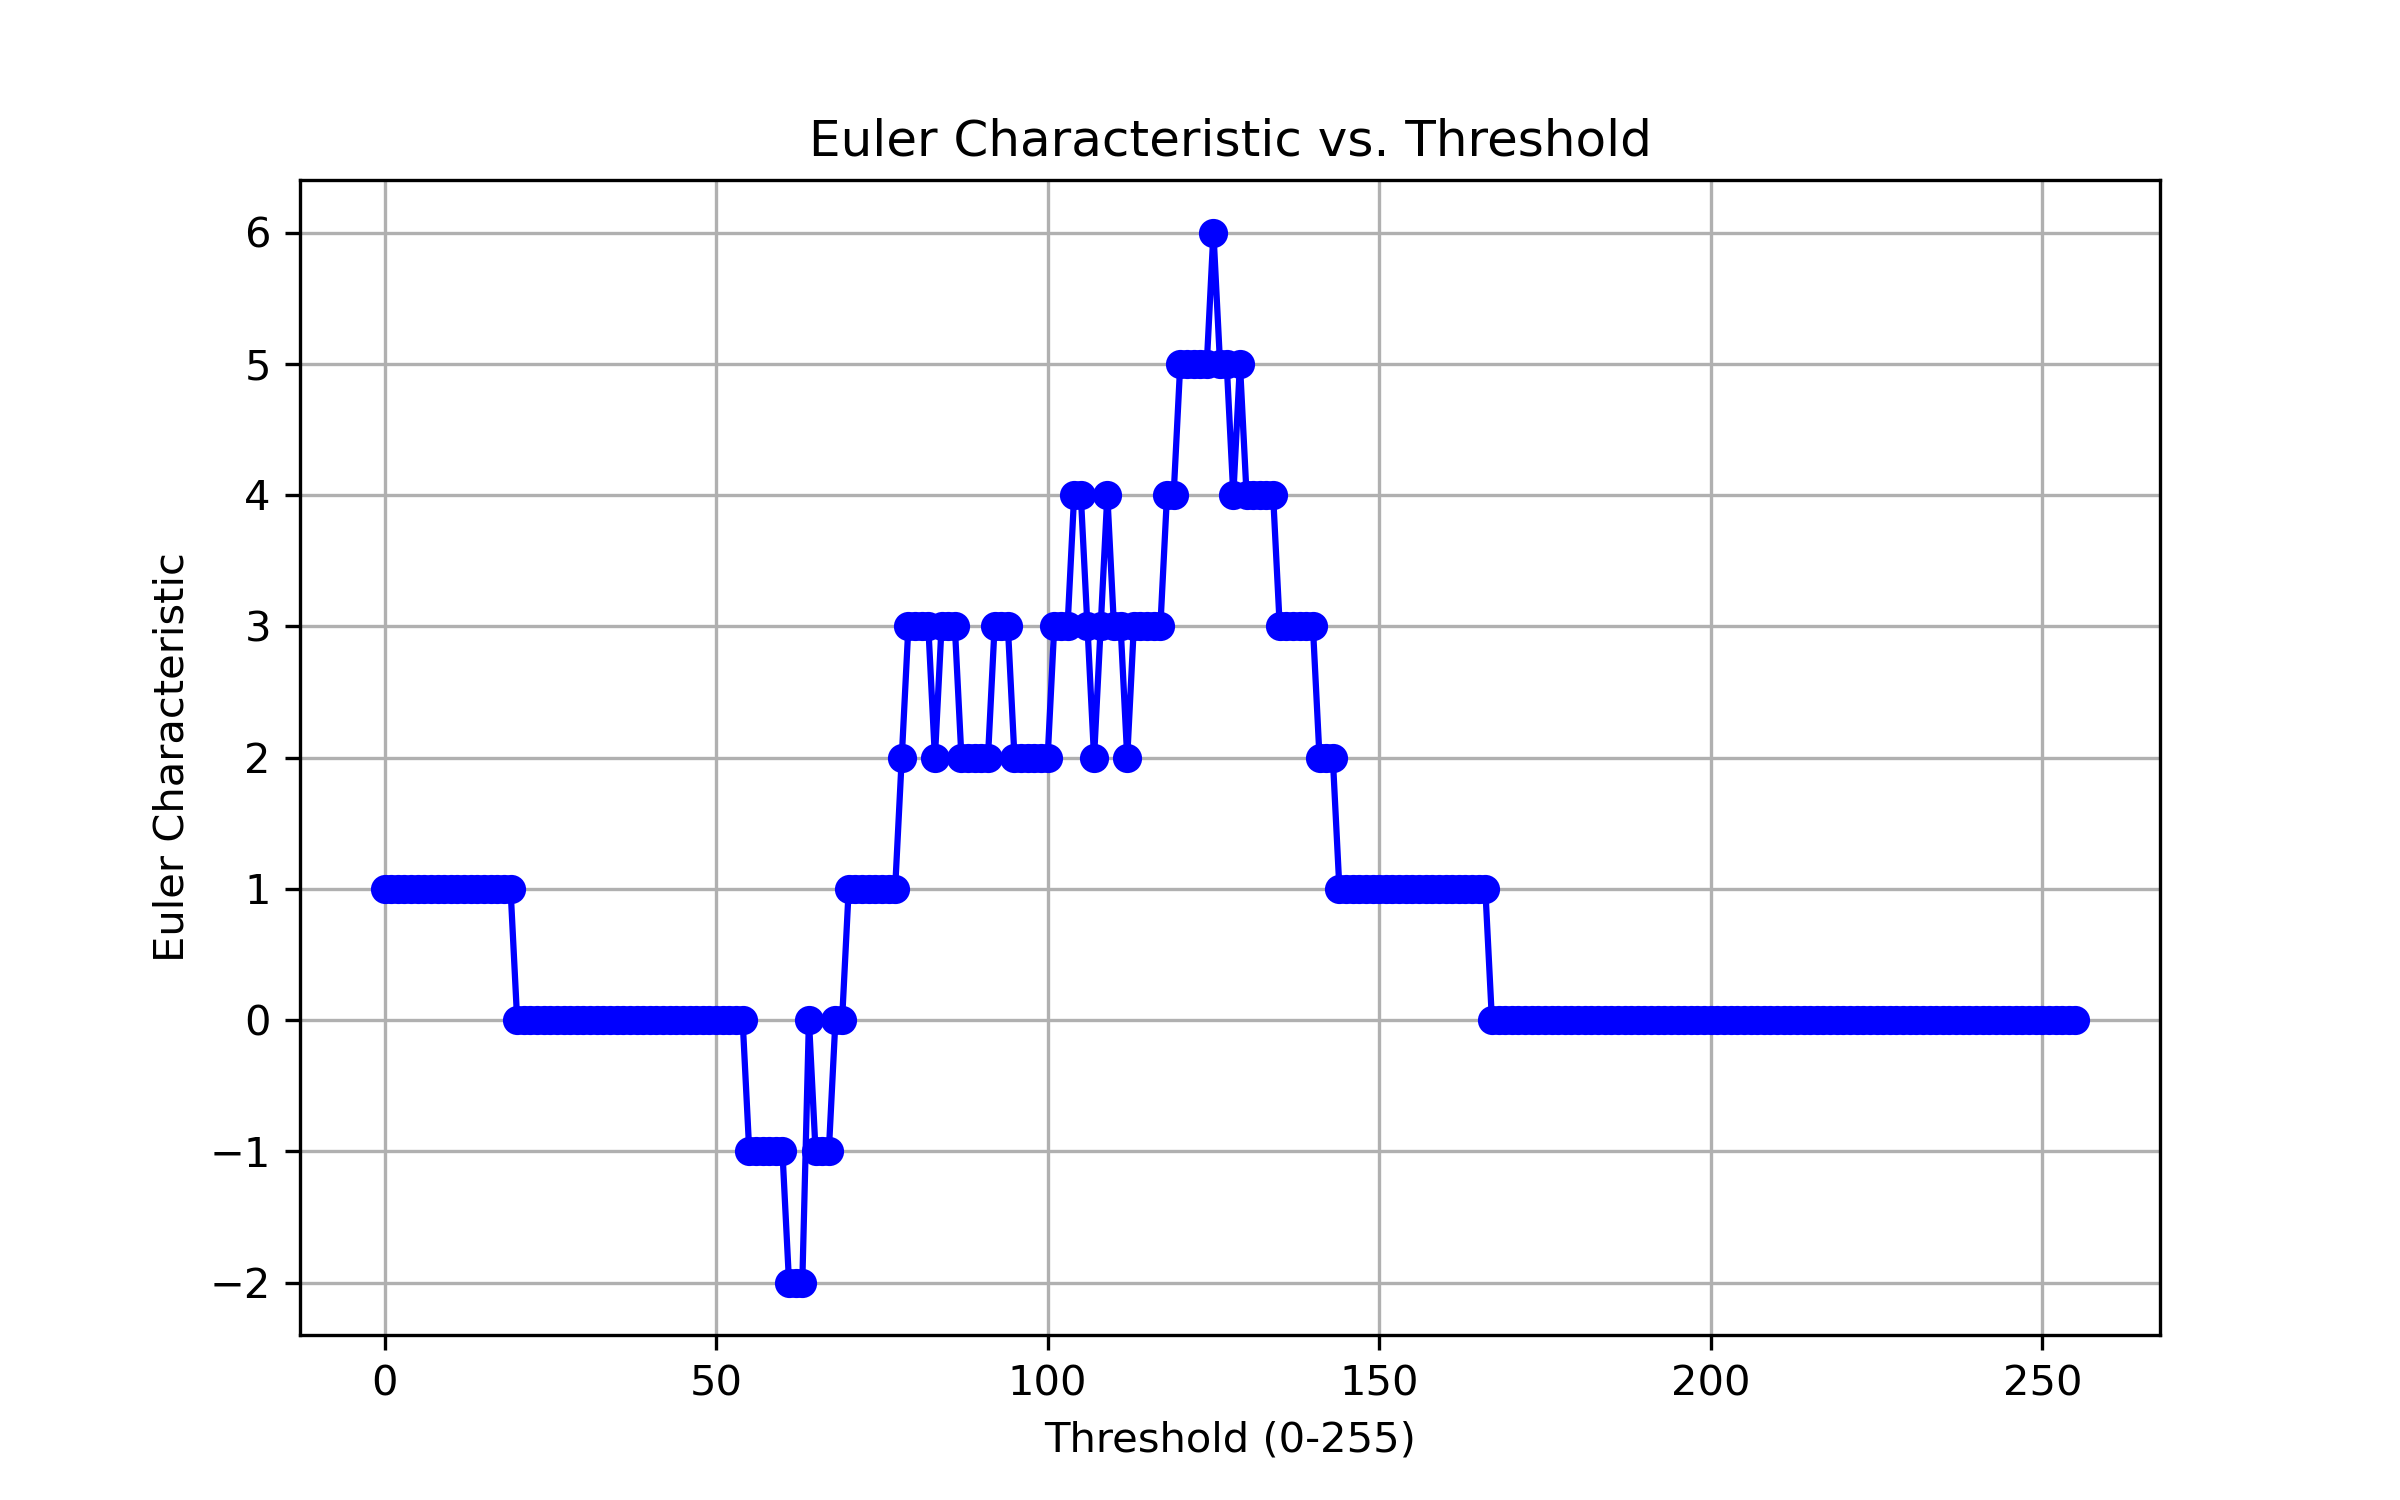 Euler Characteristic vs. Threshold
6
5
4
3
2
1
0
−1
−2
Euler Characteristic
0 50 100 150 200 250
Threshold (0-255)